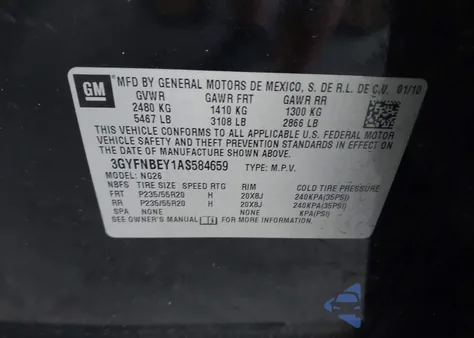 GM
MFD BY GENERAL MOTORS DE MEXICO, S. DE R.L. DE C.V. 01/10
GVWR GAWR FRT GAWR RR
2480 KG 1410 KG 1300 KG
5467 LB 3108 LB 2866 LB
THIS VEHICLE CONFORMS TO ALL APPLICABLE U.S. FEDERAL MOTOR
VEHICLE SAFETY AND THEFT PREVENTION STANDARDS IN EFFECT
ON THE DATE OF MANUFACTURE SHOWN ABOVE.
3GYFNBEY1AS584659 TYPE: M.P.V.
MODEL: NG26
NBFS TIRE SIZE SPEED RTG RIM COLD TIRE PRESSURE
FRT P235/55R20 H 20X8J 240KPA(35PSI)
RR P235/55R20 H 20X8J 240KPA(35PSI)
SPA NONE NONE NONE KPA(PSI)
SEE OWNER'S MANUAL FOR MORE INFORMATION